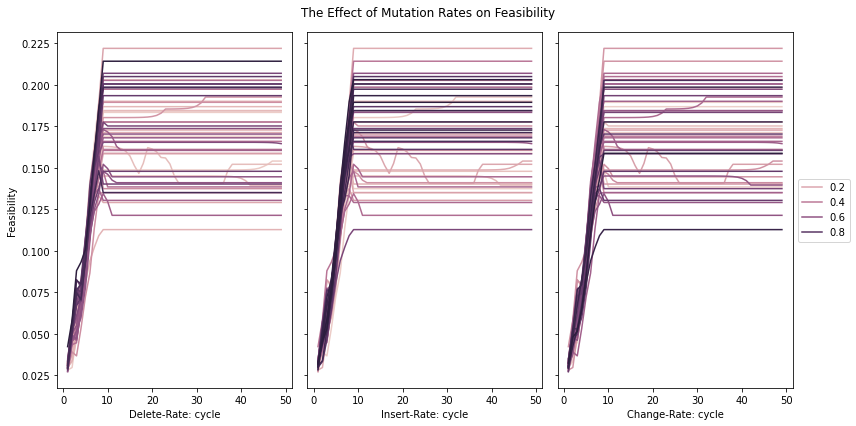 The Effect of Mutation Rates on Feasibility
Feasibility
0.225
0.200
0.175
0.150
0.125
0.100
0.075
0.050
0.025
0 10 20 30 40 50
0 10 20 30 40 50
0 10 20 30 40 50
Delete-Rate: cycle
Insert-Rate: cycle
Change-Rate: cycle
0.2
0.4
0.6
0.8